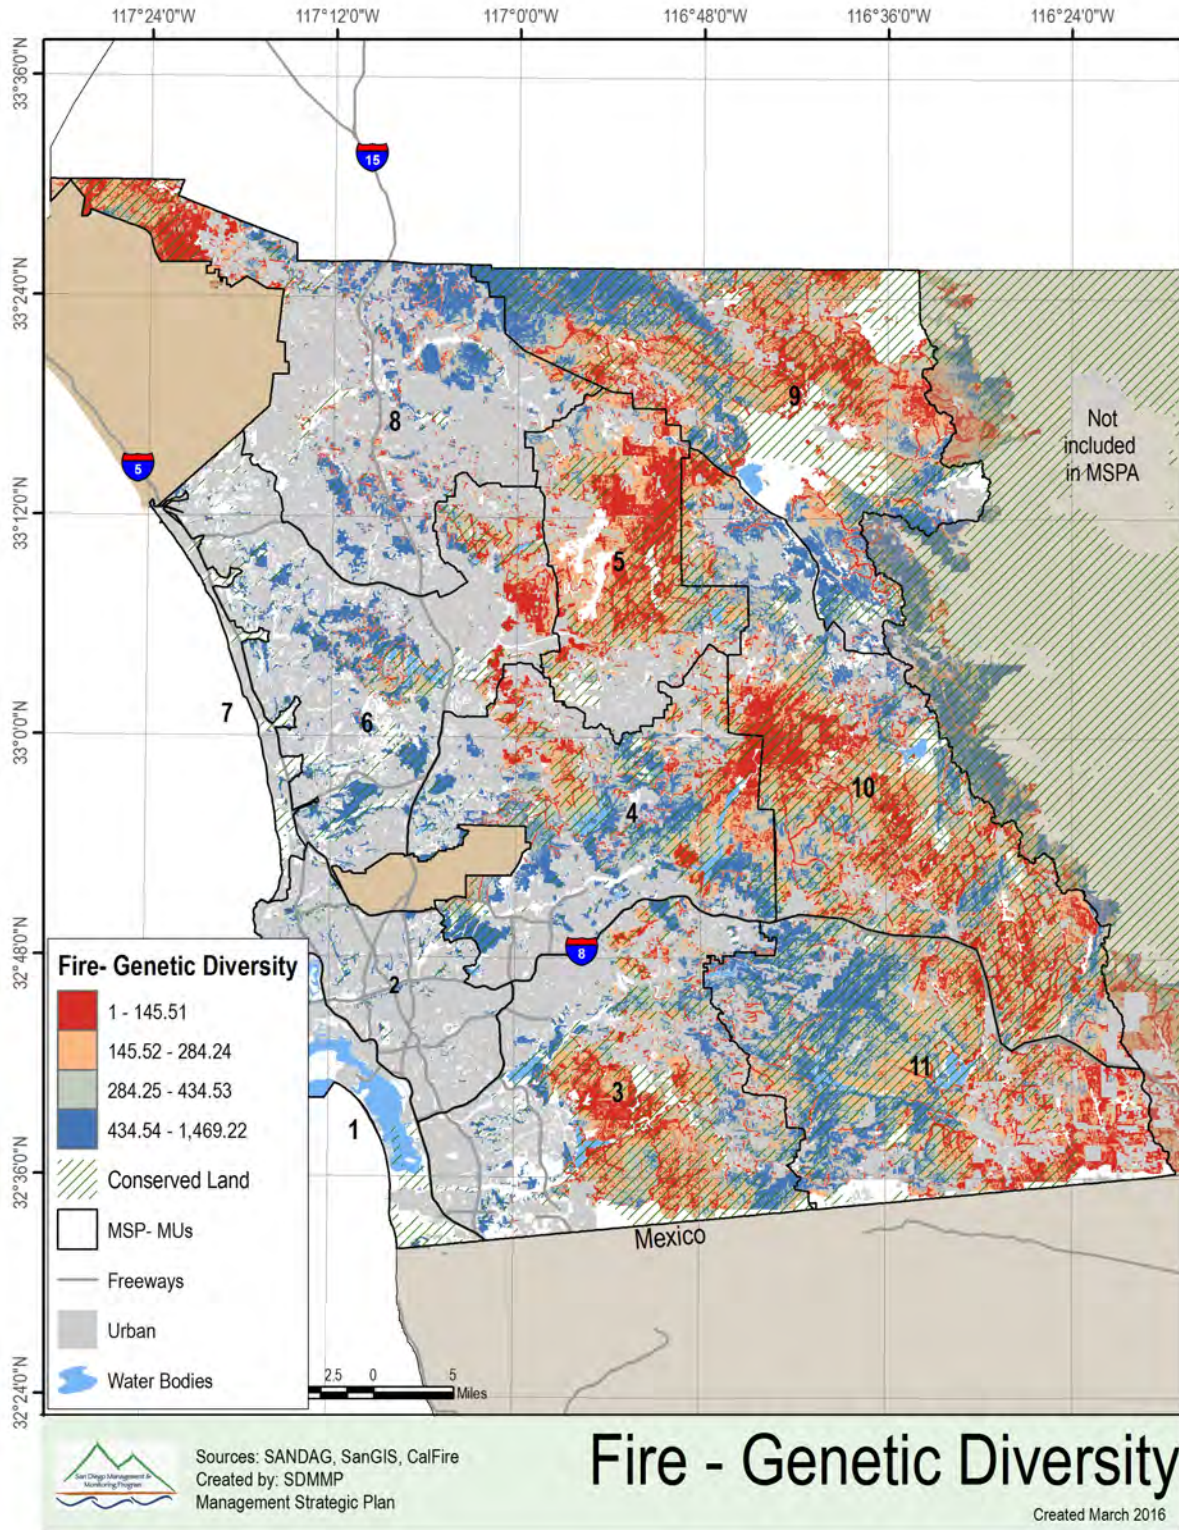 117°24'0"W
117°12'0"W
117°0'0"W
116°48'0"W
116°36'0"W
116°24'0"W
33°36'0"N
33°24'0"N
33°12'0"N
33°0'0"N
32°48'0"N
32°36'0"N
32°24'0"N
15
5
8
9
Not
included
in MSPA
5
7
6
10
4
8
2
3
11
1
Mexico
Fire- Genetic Diversity
1 - 145.51
145.52 - 284.24
284.25 - 434.53
434.54 - 1,469.22
Conserved Land
MSP- MUs
Freeways
Urban
Water Bodies
2.5 0 5
Miles
San Diego Management &
Monitoring Program
Sources: SANDAG, SanGIS, CalFire
Created by: SDMMP
Management Strategic Plan
Fire - Genetic Diversity
Created March 2016